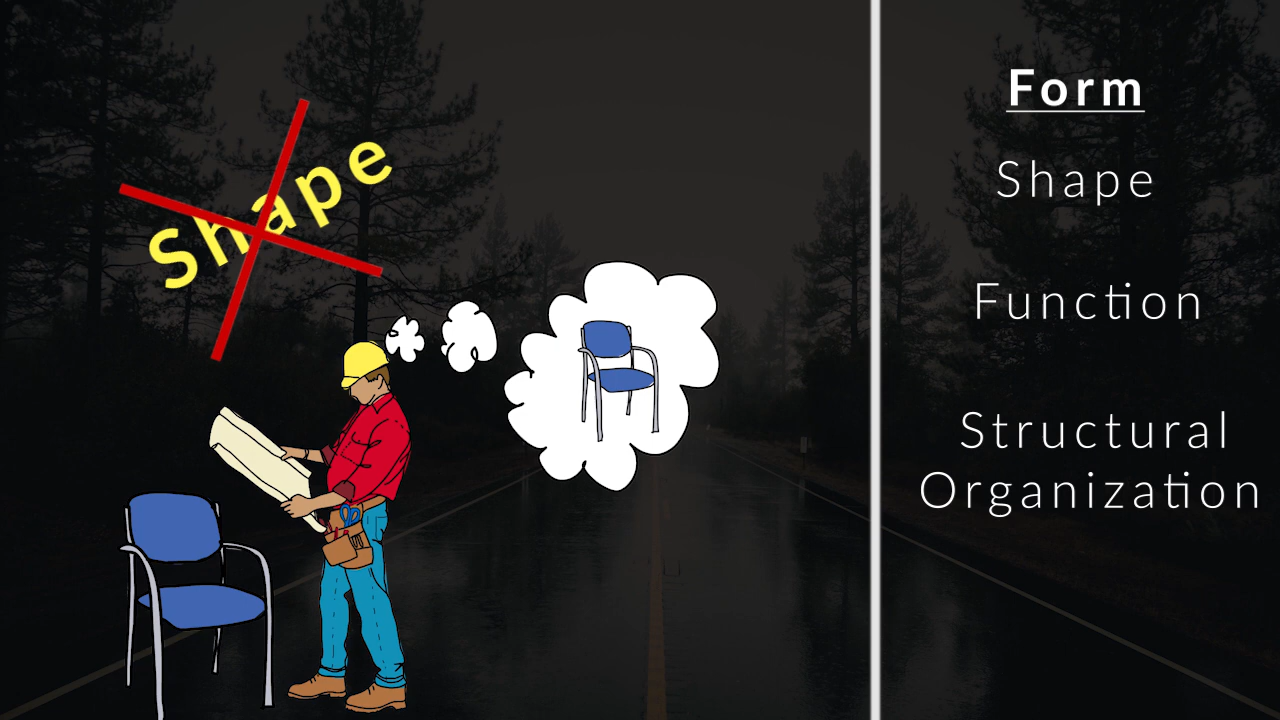 Shape
Form
Shape
Function
Structural
Organization